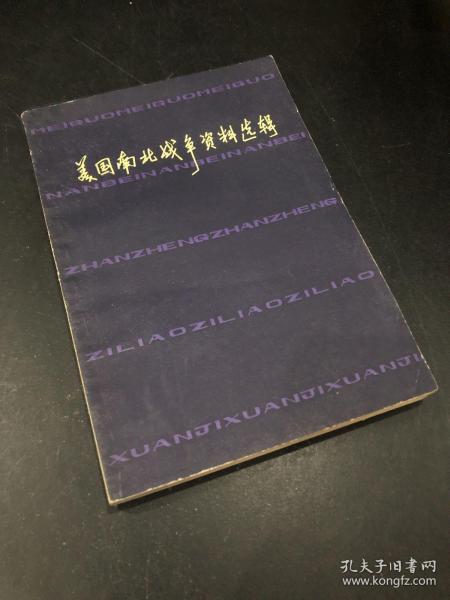 MEIGUOMEIGUOMEIGUO
美国南北战争资料选辑
NANBEINANBEINANBEI
ZHANZHENGZHANZHENG
ZILIAOZILIAOZILIAO
XUANJIXUANJIXUANJI
孔夫子旧书网
www.kongfz.com